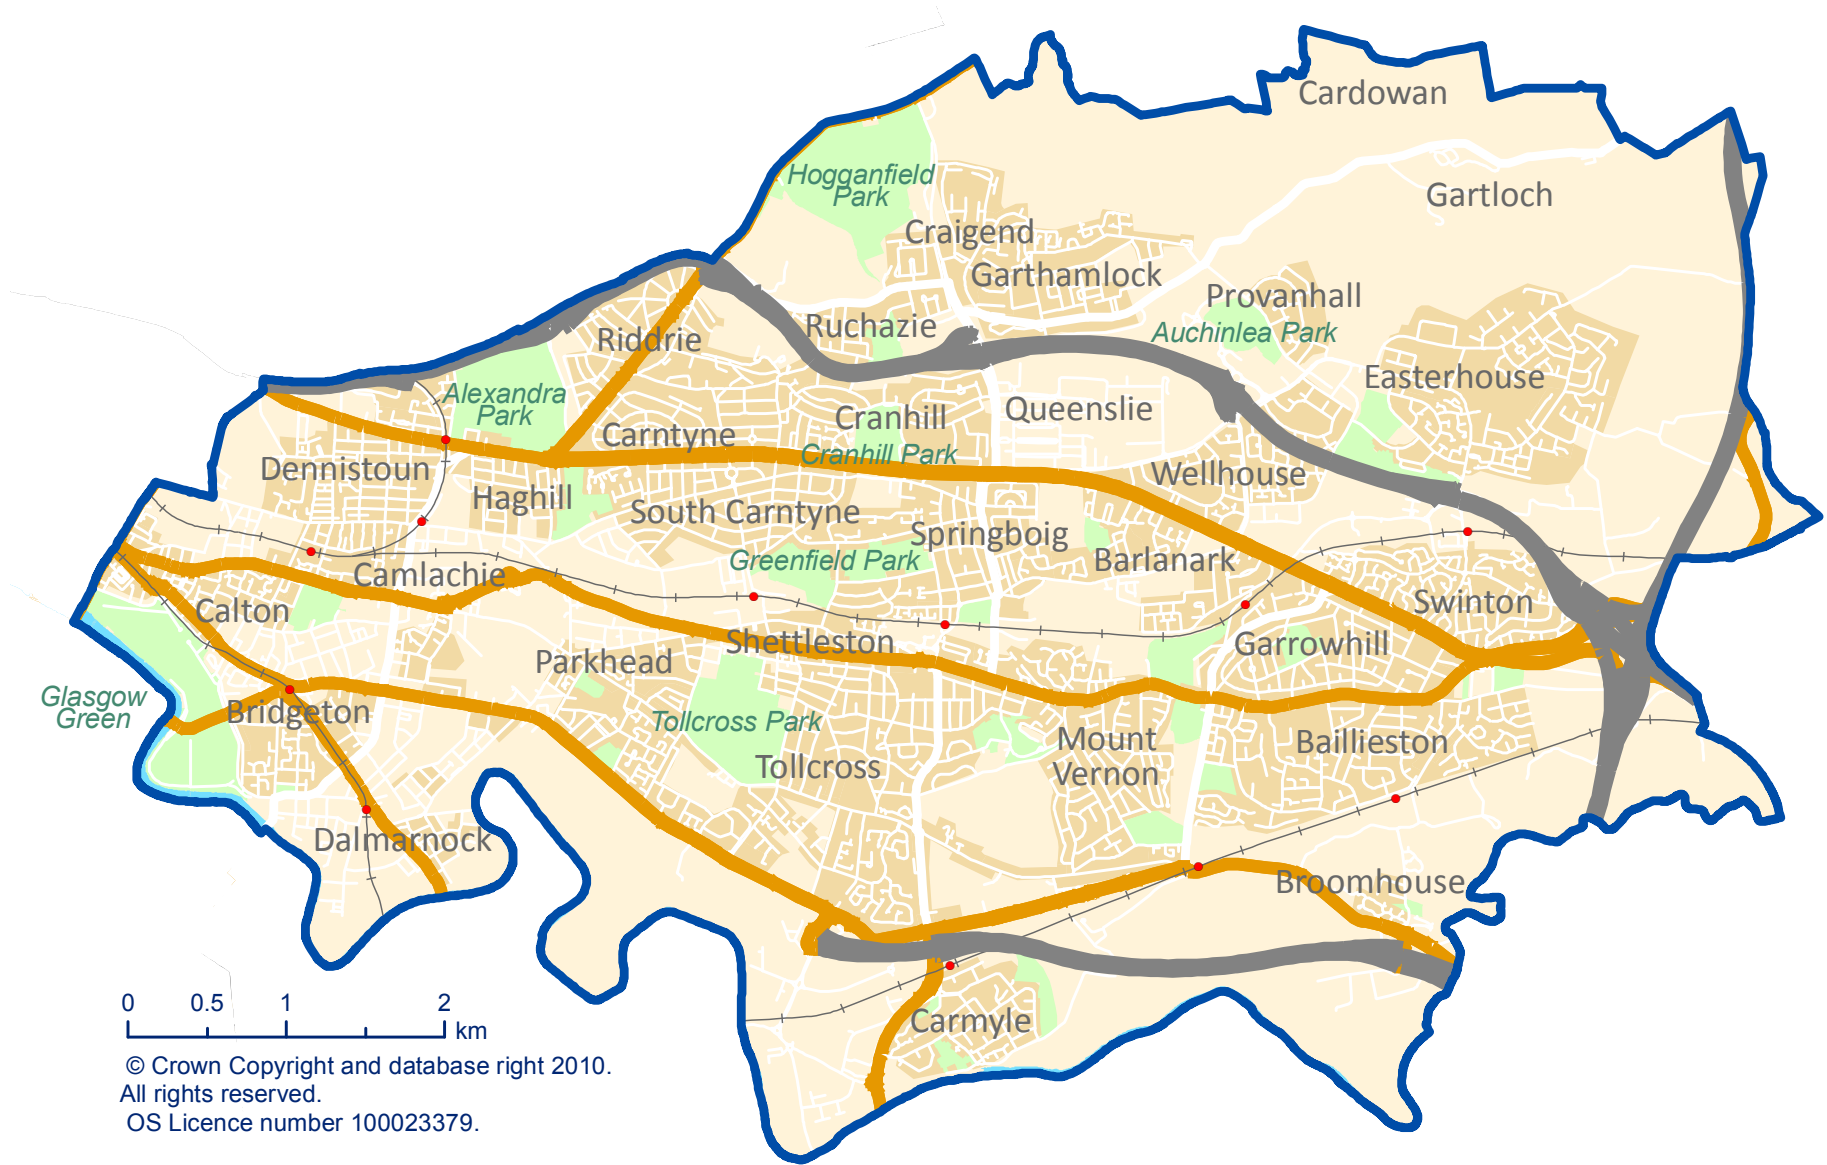 Cardowan
Hogganfield
Park
Gartloch
Craigend
Garthamlock
Provanhall
Auchinlea Park
Ruchazie
Riddrie
Easterhouse
Alexandra
Park
Queenslie
Cranhill
Carntyne
Cranhill Park
Dennistoun
Wellhouse
Haghill
South Carntyne
Springboig
Barlanark
Greenfield Park
Camlachie
Swinton
Calton
Shettleston
Garrowhill
Parkhead
Glasgow
Green
Bridgeton
Tollcross Park
Mount
Vernon
Baillieston
Tollcross
Dalmarnock
Broomhouse
Carmyle
0 0.5 1 2
km
© Crown Copyright and database right 2010.
All rights reserved.
OS Licence number 100023379.